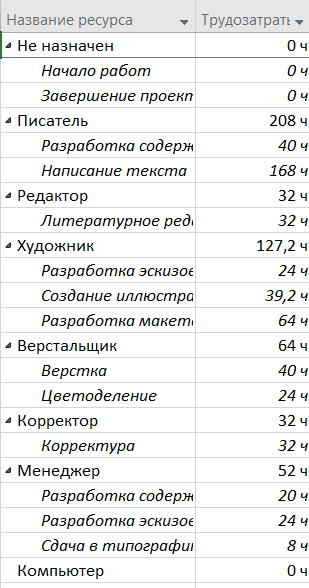 Название ресурса Трудозатраты
Не назначен 0 ч
Начало работ 0 ч
Завершение проект 0 ч
Писатель 208 ч
Разработка содерж 40 ч
Написание текста 168 ч
Редактор 32 ч
Литературное реда 32 ч
Художник 127,2 ч
Разработка эскизов 24 ч
Создание иллюстра 39,2 ч
Разработка макета 64 ч
Верстальщик 64 ч
Верстка 40 ч
Цветоделение 24 ч
Корректор 32 ч
Корректура 32 ч
Менеджер 52 ч
Разработка содерж 20 ч
Разработка эскизов 24 ч
Сдача в типографи 8 ч
Компьютер 0 ч